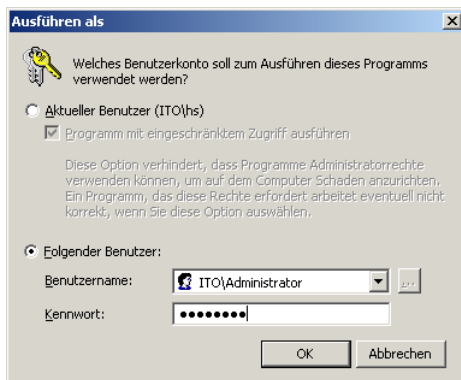 Ausführen als
Welches Benutzerkonto soll zum Ausführen dieses Programms
verwendet werden?
Aktueller Benutzer (ITO\hs)
Programm mit eingeschränktem Zugriff ausführen
Diese Option verhindert, dass Programme Administratorrechte
verwenden können, um auf dem Computer Schaden anzurichten.
Ein Programm, das diese Rechte erfordert arbeitet eventuell nicht
korrekt, wenn Sie diese Option auswählen.
Folgender Benutzer:
Benutzername: ITO\Administrator ...
Kennwort: ●●●●●●●●
OK Abbrechen